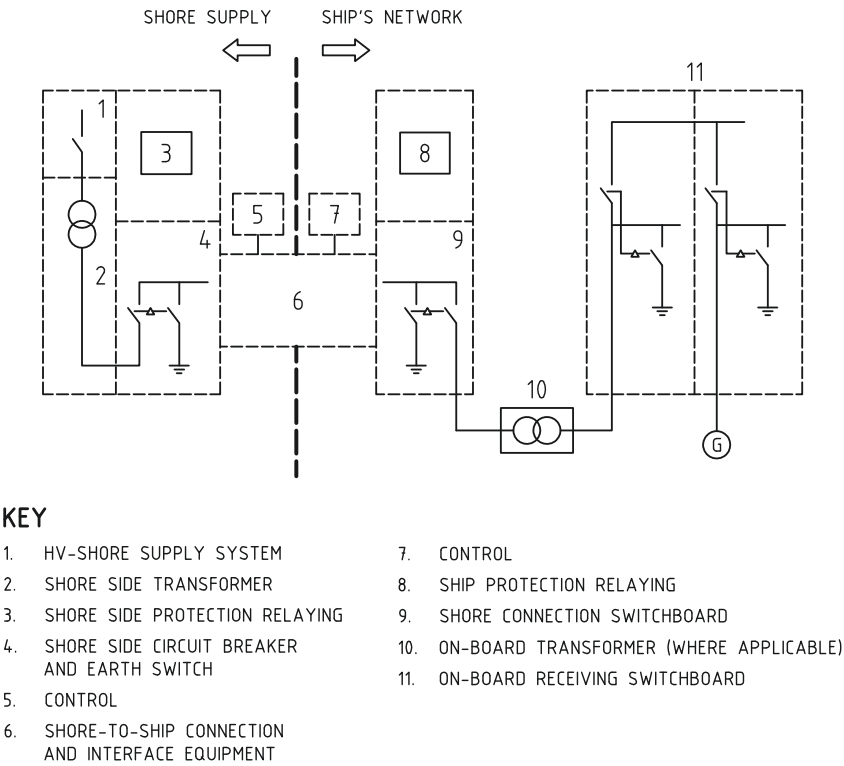 SHORE SUPPLY SHIP'S NETWORK
11
1
3
8
5
7
4
9
2
6
10
G
KEY
1. HV-SHORE SUPPLY SYSTEM
2. SHORE SIDE TRANSFORMER
3. SHORE SIDE PROTECTION RELAYING
4. SHORE SIDE CIRCUIT BREAKER
AND EARTH SWITCH
5. CONTROL
6. SHORE-TO-SHIP CONNECTION
AND INTERFACE EQUIPMENT
7. CONTROL
8. SHIP PROTECTION RELAYING
9. SHORE CONNECTION SWITCHBOARD
10. ON-BOARD TRANSFORMER (WHERE APPLICABLE)
11. ON-BOARD RECEIVING SWITCHBOARD